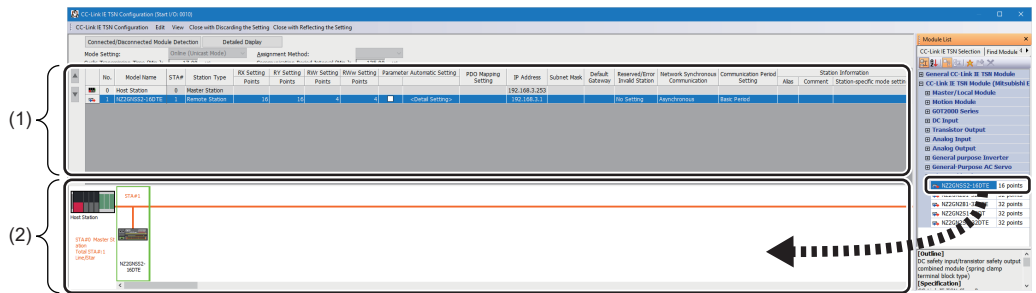 CC-Link IE TSN Configuration (Start I/O: 0010)
CC-Link IE TSN Configuration Edit View Close with Discarding the Setting Close with Reflecting the Setting
Connected/Disconnected Module Detection Detailed Display
Mode Setting: Online (Unicast Mode) Assignment Method:
Module List
CC-Link IE TSN Selection Find Module
(1)
No. Model Name STA# Station Type RX Setting RY Setting RWr Setting RWw Setting Parameter Automatic Setting PDO Mapping Setting IP Address Subnet Mask Default Gateway Reserved/Error Invalid Station Network Synchronous Communication Communication Period Setting Station Information
Points Points Points Points Alias Comment Station-specific mode settin
0 Host Station 0 Master Station 192.168.3.253
1 NZ2GNSS2-16DTE 1 Remote Station 16 16 4 4 <Detail Setting> 192.168.3.1 No Setting Asynchronous Basic Period
General CC-Link IE TSN Module
CC-Link IE TSN Module (Mitsubishi E
Master/Local Module
Motion Module
GOT2000 Series
DC Input
Transistor Output
Analog Input
Analog Output
General purpose Inverter
General-Purpose AC Servo
NZ2GNSS2-16DTE 16 points
32 points
32 points
32 points
32 points
(2)
STA#1
Host Station
STA#0 Master St
ation
Total STA#:1
Line/Star
NZ2GNSS2-
16DTE
[Outline]
DC safety input/transistor safety output
combined module (spring clamp
terminal block type)
[Specification]